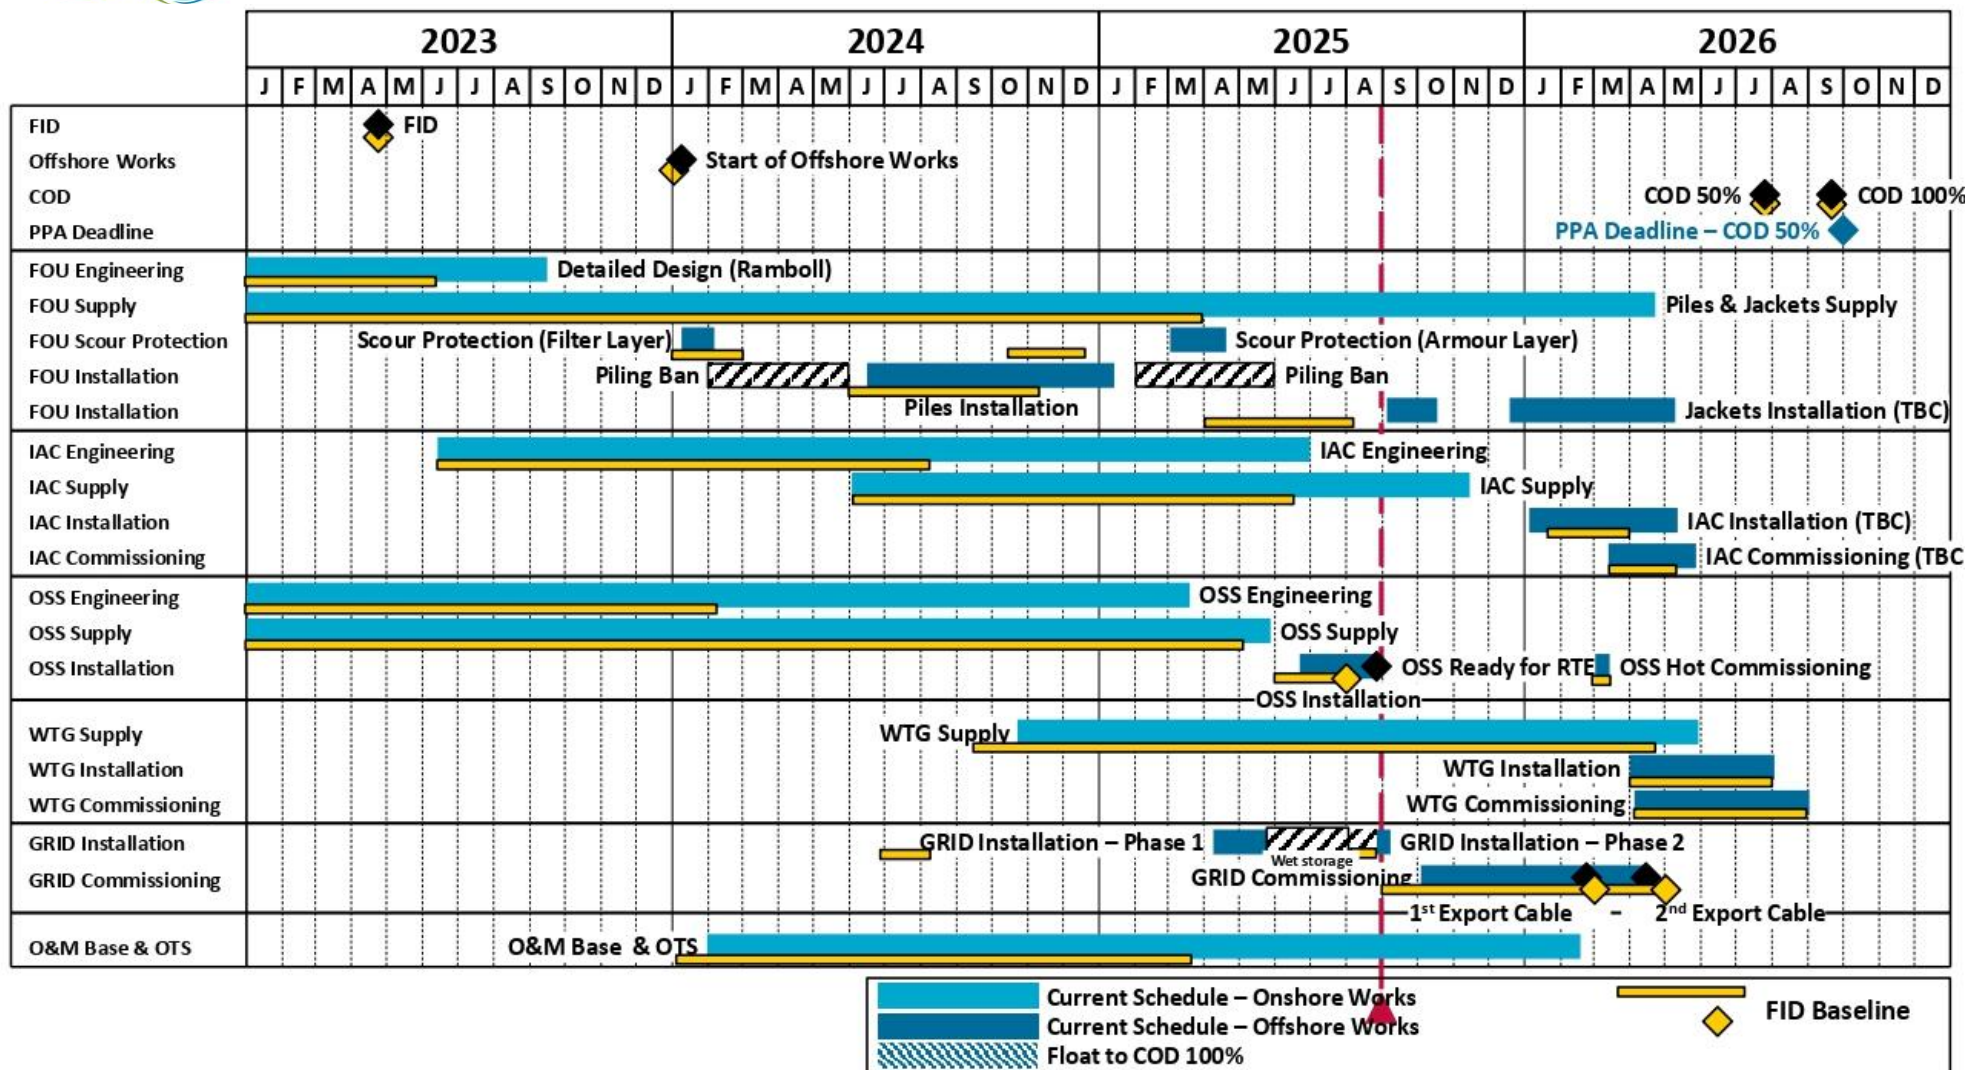 2023 2024 2025 2026
J F M A M J J A S O N D J F M A M J J A S O N D J F M A M J J A S O N D J F M A M J J A S O N D
FID FID
Offshore Works Start of Offshore Works
COD COD 50% COD 100%
PPA Deadline PPA Deadline – COD 50%
FOU Engineering Detailed Design (Ramboll)
FOU Supply Piles & Jackets Supply
FOU Scour Protection Scour Protection (Filter Layer) Scour Protection (Armour Layer)
FOU Installation Piling Ban Piling Ban
Piles Installation
FOU Installation Jackets Installation (TBC)
IAC Engineering IAC Engineering
IAC Supply IAC Supply
IAC Installation IAC Installation (TBC)
IAC Commissioning IAC Commissioning (TBC
OSS Engineering OSS Engineering
OSS Supply OSS Supply
OSS Installation OSS Ready for RTE OSS Hot Commissioning
OSS Installation
WTG Supply WTG Supply
WTG Installation WTG Installation
WTG Commissioning WTG Commissioning
GRID Installation GRID Installation – Phase 1 GRID Installation – Phase 2
Wet storage
GRID Commissioning GRID Commissioning
1st Export Cable – 2nd Export Cable
O&M Base & OTS O&M Base & OTS
Current Schedule – Onshore Works
Current Schedule – Offshore Works
Float to COD 100%
FID Baseline